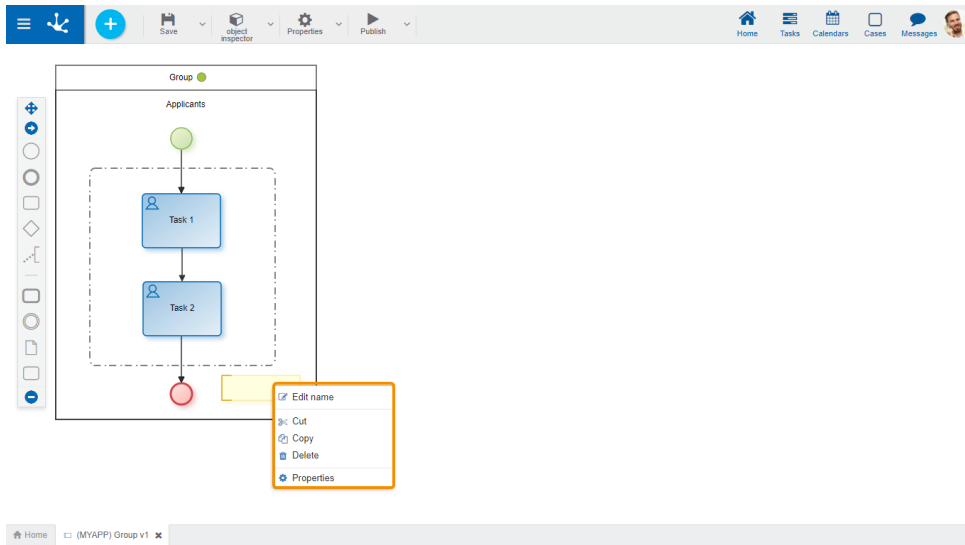 Save
object
inspector
Properties
Publish
Home
Tasks
Calendars
Cases
Messages
Group
Applicants
Task 1
Task 2
Edit name
Cut
Copy
Delete
Properties
Home
(MYAPP) Group v1